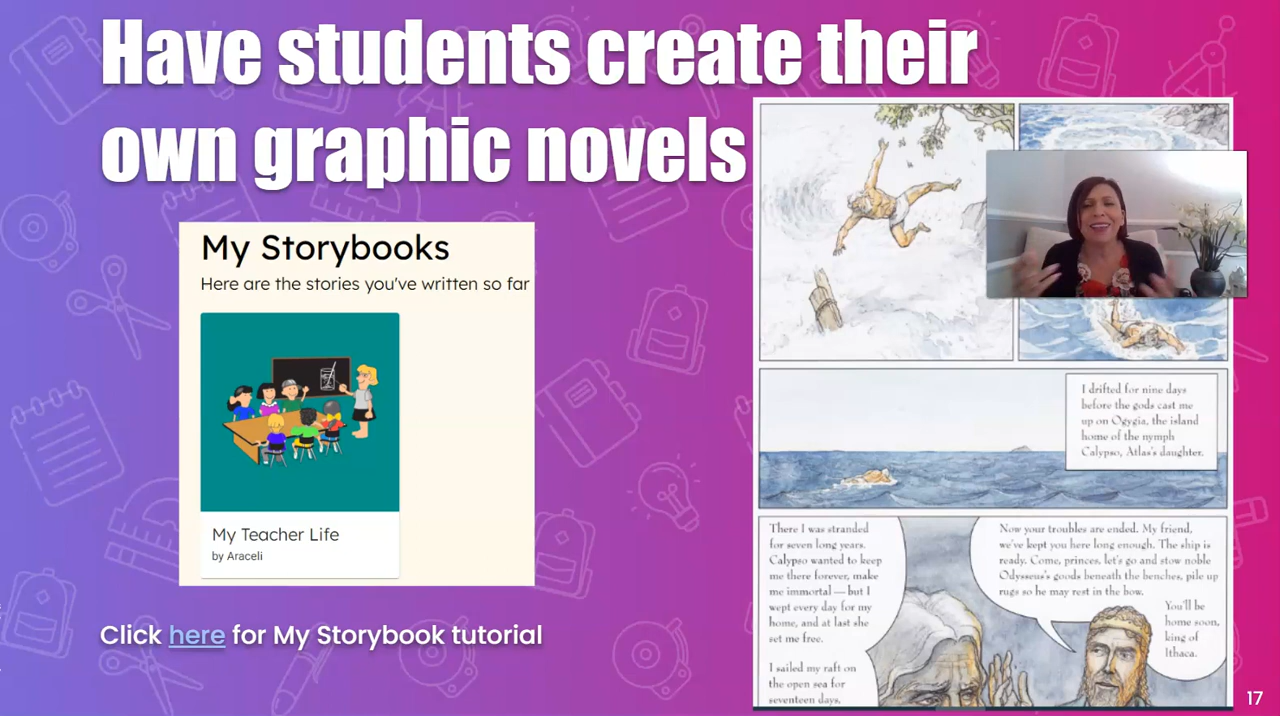 Have students create their
own graphic novels
My Storybooks
Here are the stories you've written so far
My Teacher Life
by Araceli
Click here for My Storybook tutorial
I drifted for nine days
before the gods cast me
up on Ogygia, the island
home of the nymph
Calypso, Atlas's daughter.
There I was stranded
for seven long years.
Calypso wanted to keep
me there forever, make
me immortal — but I
wept every day for my
home, and at last she
set me free.
I sailed my raft on
the open sea for
seventeen days,
Now your troubles are ended. My friend,
we've kept you here long enough. The ship is
ready. Come, princes, let's go and stow noble
Odysseus's goods beneath the benches, pile up
rugs so he may rest in the bow.
You'll be
home soon,
king of
Ithaca.
17